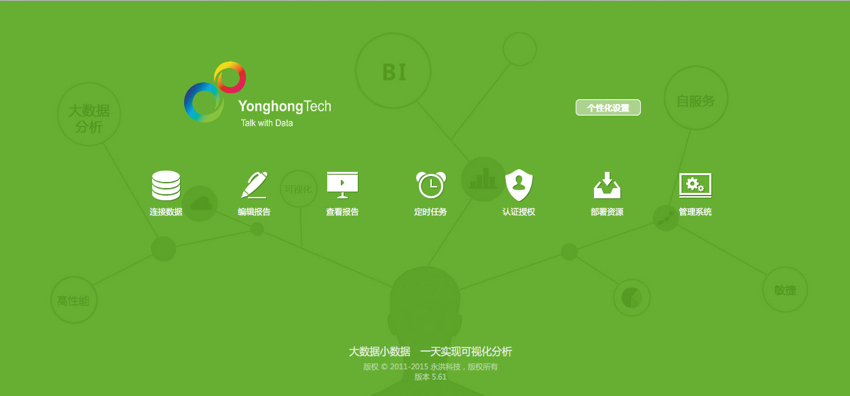 BI
大数据
分析
自服务
YonghongTech
Talk with Data
个性化设置
可视化
连接数据
编辑报告
查看报告
定时任务
认证授权
部署资源
管理系统
高性能
敏捷
大数据小数据 一天实现可视化分析
版权 © 2011-2015 永洪科技，版权所有
版本 5.61